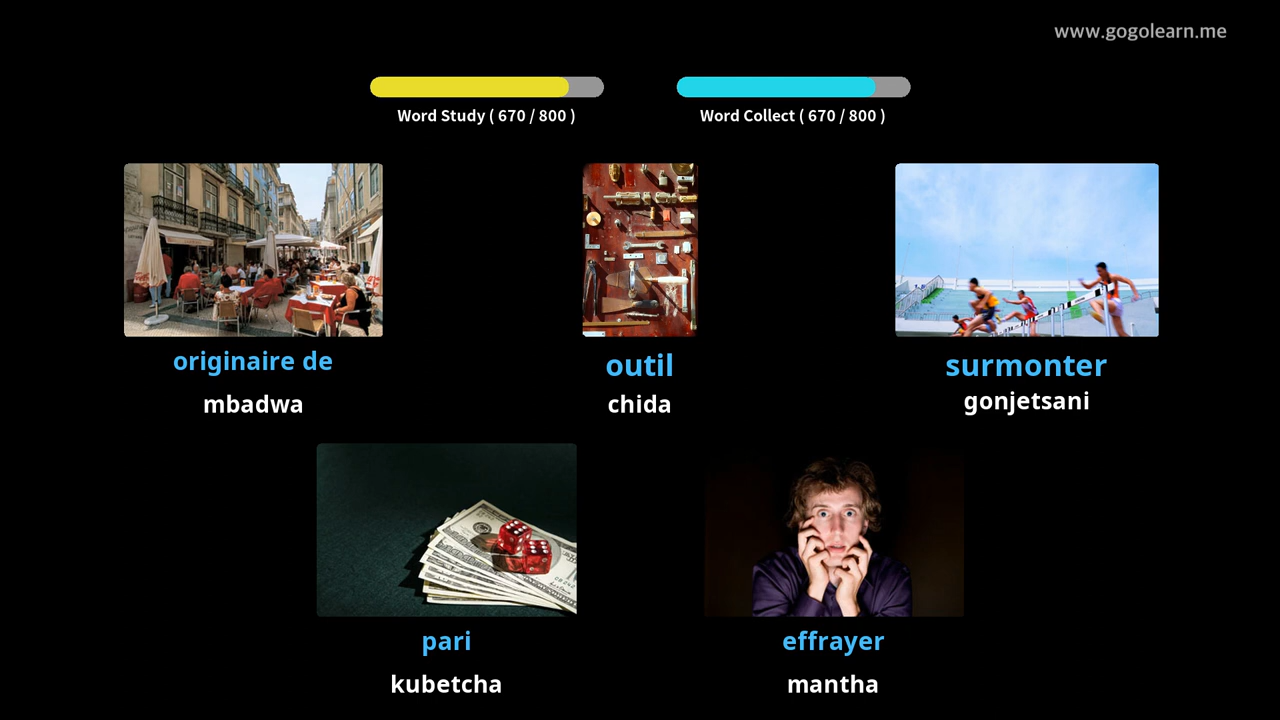 www.gogolearn.me
Word Study ( 670 / 800 )
Word Collect ( 670 / 800 )
originaire de
mbadwa
outil
chida
surmonter
gonjetsani
pari
kubetcha
effrayer
mantha